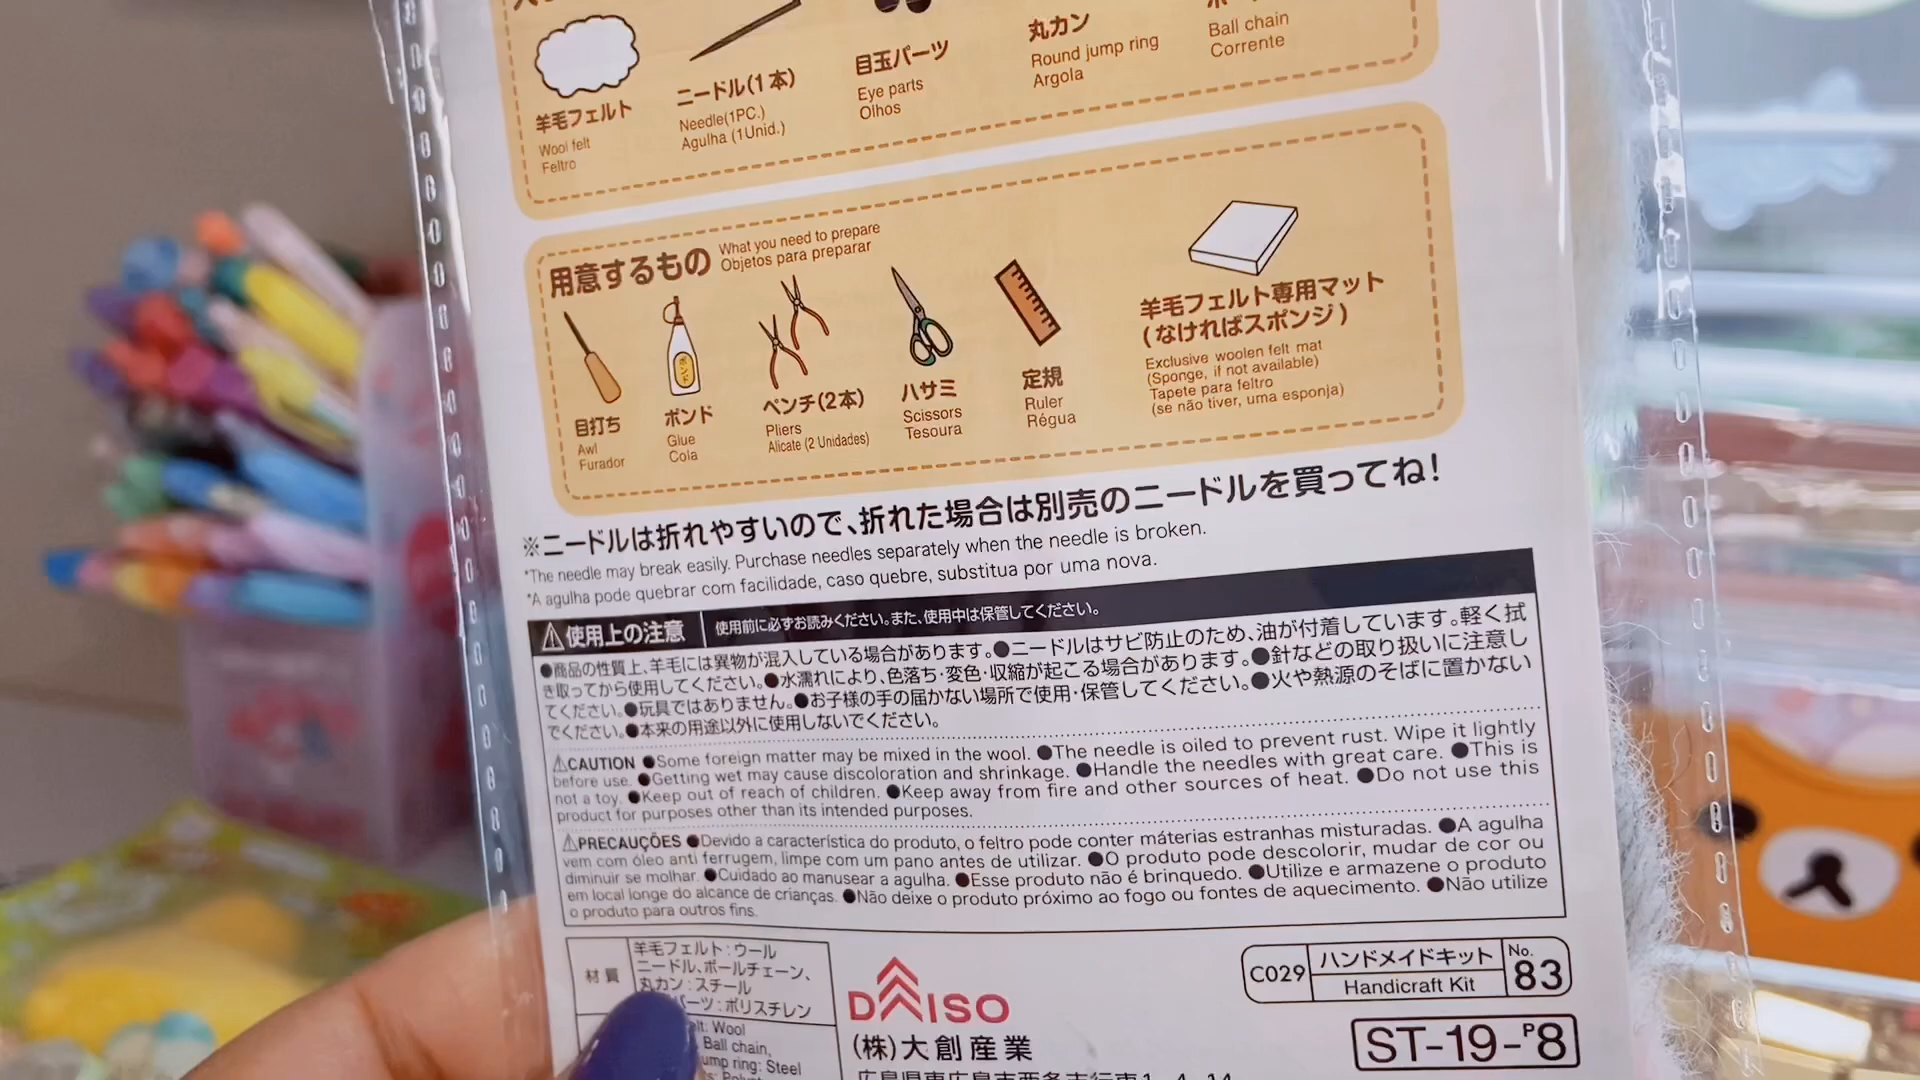 羊毛フェルト
Wool felt
Feltro
ニードル(1本)
Needle(1PC.)
Agulha (1Unid.)
目玉パーツ
Eye parts
Olhos
丸カン
Round jump ring
Argola
Ball chain
Corrente
用意するもの
What you need to prepare
Objetos para preparar
目打ち
Awl
Furador
ボンド
ボンド
Glue
Cola
ペンチ(2本)
Pliers
Alicate (2 Unidades)
ハサミ
Scissors
Tesoura
定規
Ruler
Régua
羊毛フェルト専用マット
(なければスポンジ)
Exclusive woolen felt mat
(Sponge, if not available)
Tapete para feltro
(se não tiver, uma esponja)
※ニードルは折れやすいので、折れた場合は別売のニードルを買ってね!
*The needle may break easily. Purchase needles separately when the needle is broken.
*A agulha pode quebrar com facilidade, caso quebre, substitua por uma nova.
⚠使用上の注意 使用前に必ずお読みください。また、使用中は保管してください。
●商品の性質上、羊毛には異物が混入している場合があります。●ニードルはサビ防止のため、油が付着しています。軽く拭
き取ってから使用してください。●水濡れにより、色落ち・変色・収縮が起こる場合があります。●針などの取り扱いに注意し
てください。●玩具ではありません。●お子様の手の届かない場所で使用・保管してください。●火や熱源のそばに置かない
でください。●本来の用途以外に使用しないでください。
⚠CAUTION ●Some foreign matter may be mixed in the wool. ●The needle is oiled to prevent rust. Wipe it lightly
before use. ●Getting wet may cause discoloration and shrinkage. ●Handle the needles with great care. ●This is
not a toy. ●Keep out of reach of children. ●Keep away from fire and other sources of heat. ●Do not use this
product for purposes other than its intended purposes.
⚠PRECAUÇÕES ●Devido a característica do produto, o feltro pode conter máterias estranhas misturadas. ●A agulha
vem com óleo anti ferrugem, limpe com um pano antes de utilizar. ●O produto pode descolorir, mudar de cor ou
diminuir se molhar. ●Cuidado ao manusear a agulha. ●Esse produto não é brinquedo. ●Utilize e armazene o produto
em local longe do alcance de crianças. ●Não deixe o produto próximo ao fogo ou fontes de aquecimento. ●Não utilize
o produto para outros fins.
材質
羊毛フェルト:ウール
ニードル、ボールチェーン、
丸カン:スチール
パーツ:ポリスチレン
lt: Wool
Ball chain,
ump ring: Steel
DAISO
(株)大創産業
C029 ハンドメイドキット Handicraft Kit No. 83
ST-19-P8